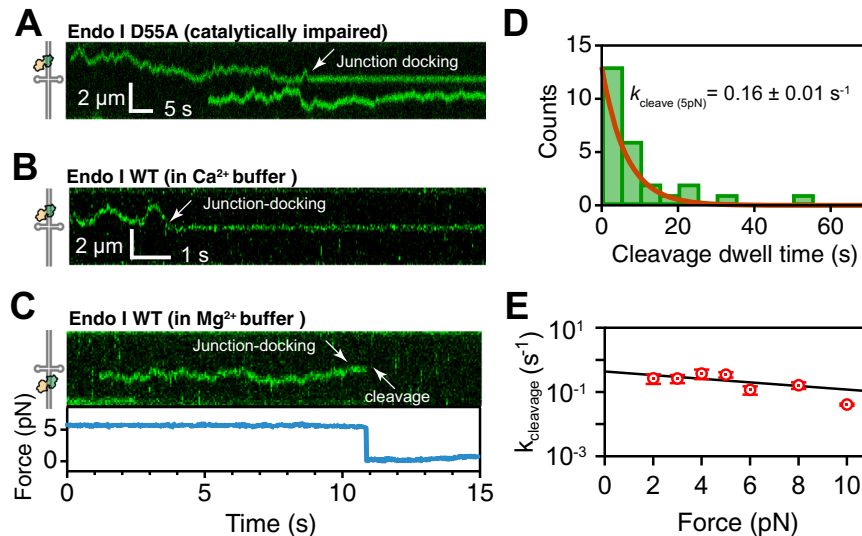 A
Endo I D55A (catalytically impaired)
Junction docking
2 μm
5 s
B
Endo I WT (in Ca²⁺ buffer )
Junction-docking
2 μm
1 s
C
Endo I WT (in Mg²⁺ buffer )
Junction-docking
cleavage
Force (pN)
5
0
0
5
10
15
Time (s)
D
15
10
5
0
Counts
k cleave (5pN) = 0.16 ± 0.01 s⁻¹
0
20
40
60
Cleavage dwell time (s)
E
10¹
10⁻¹
10⁻³
k cleavage (s⁻¹)
0
2
4
6
8
10
Force (pN)